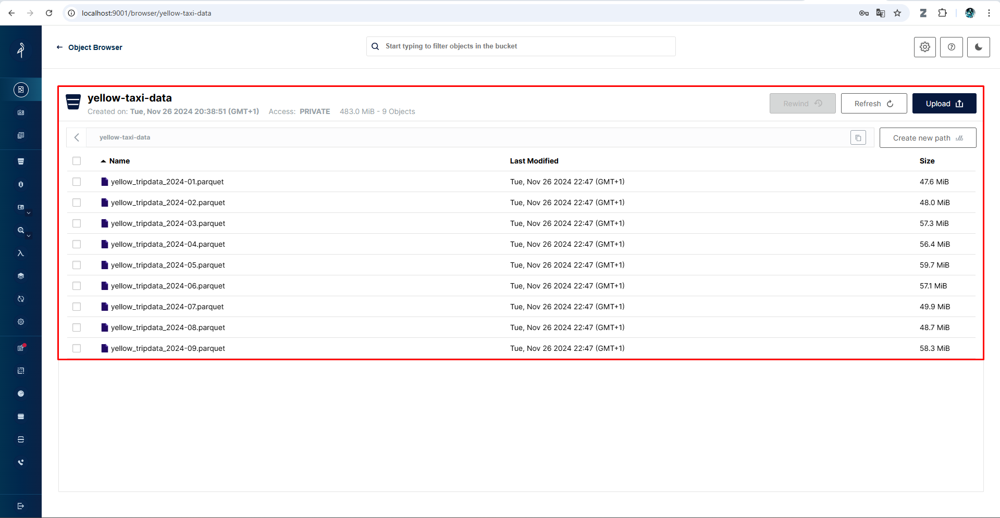 localhost:9001/browser/yellow-taxi-data
Object Browser
Start typing to filter objects in the bucket
yellow-taxi-data
Created on: Tue, Nov 26 2024 20:38:51 (GMT+1) Access: PRIVATE 483.0 MiB - 9 Objects
Rewind
Refresh
Upload
yellow-taxi-data
Create new path
Name Last Modified Size
yellow_tripdata_2024-01.parquet Tue, Nov 26 2024 22:47 (GMT+1) 47.6 MiB
yellow_tripdata_2024-02.parquet Tue, Nov 26 2024 22:47 (GMT+1) 48.0 MiB
yellow_tripdata_2024-03.parquet Tue, Nov 26 2024 22:47 (GMT+1) 57.3 MiB
yellow_tripdata_2024-04.parquet Tue, Nov 26 2024 22:47 (GMT+1) 56.4 MiB
yellow_tripdata_2024-05.parquet Tue, Nov 26 2024 22:47 (GMT+1) 59.7 MiB
yellow_tripdata_2024-06.parquet Tue, Nov 26 2024 22:47 (GMT+1) 57.1 MiB
yellow_tripdata_2024-07.parquet Tue, Nov 26 2024 22:47 (GMT+1) 49.9 MiB
yellow_tripdata_2024-08.parquet Tue, Nov 26 2024 22:47 (GMT+1) 48.7 MiB
yellow_tripdata_2024-09.parquet Tue, Nov 26 2024 22:47 (GMT+1) 58.3 MiB